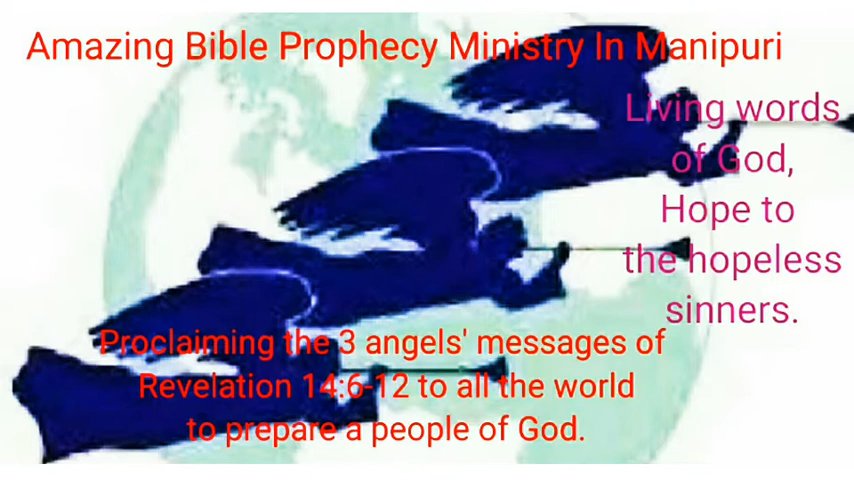 Amazing Bible Prophecy Ministry In Manipuri
Living words
of God,
Hope to
the hopeless
sinners.
Proclaiming the 3 angels' messages of
Revelation 14:6-12 to all the world
to prepare a people of God.